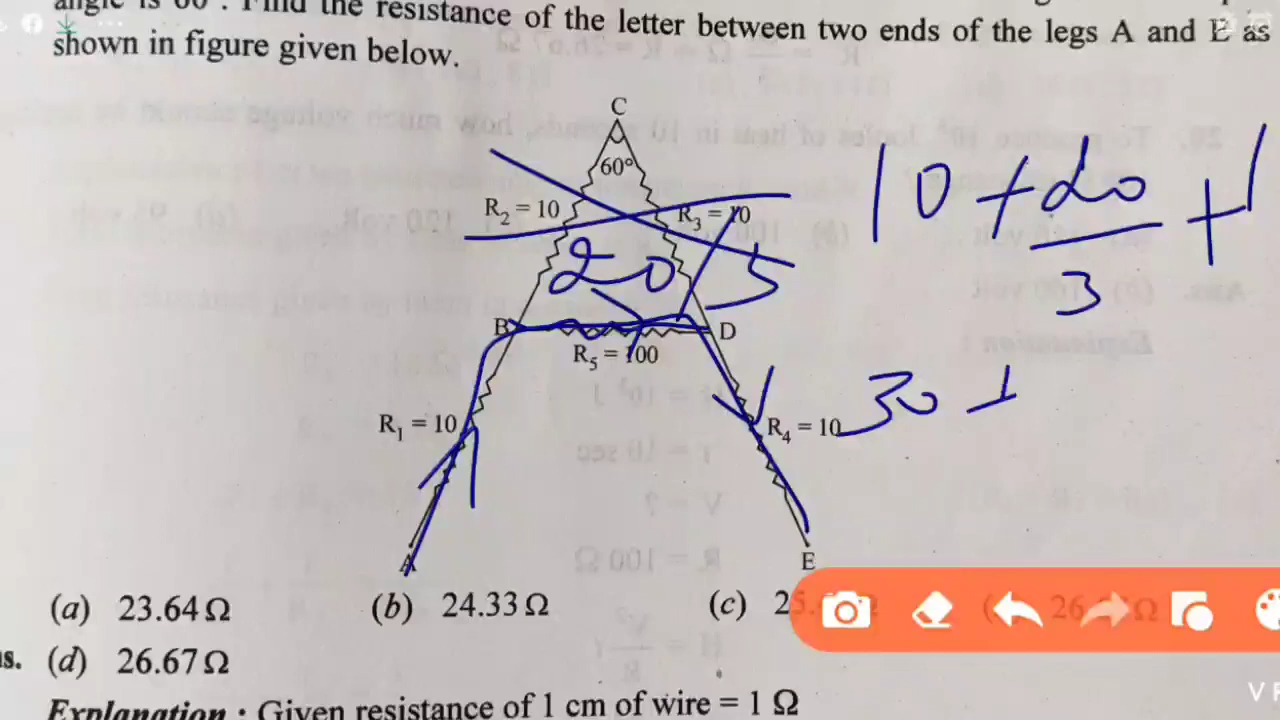 angle is 60°. Find the resistance of the letter between two ends of the legs A and E as
shown in figure given below.
C
60°
R₂ = 10
R₃ = 10
10 + 20/3 + 1
20
5
B
D
R₅ = 100
R₁ = 10
R₄ = 10
30
A
E
(a) 23.64 Ω (b) 24.33 Ω (c)
(d) 26.67 Ω
Explanation : Given resistance of 1 cm of wire = 1 Ω